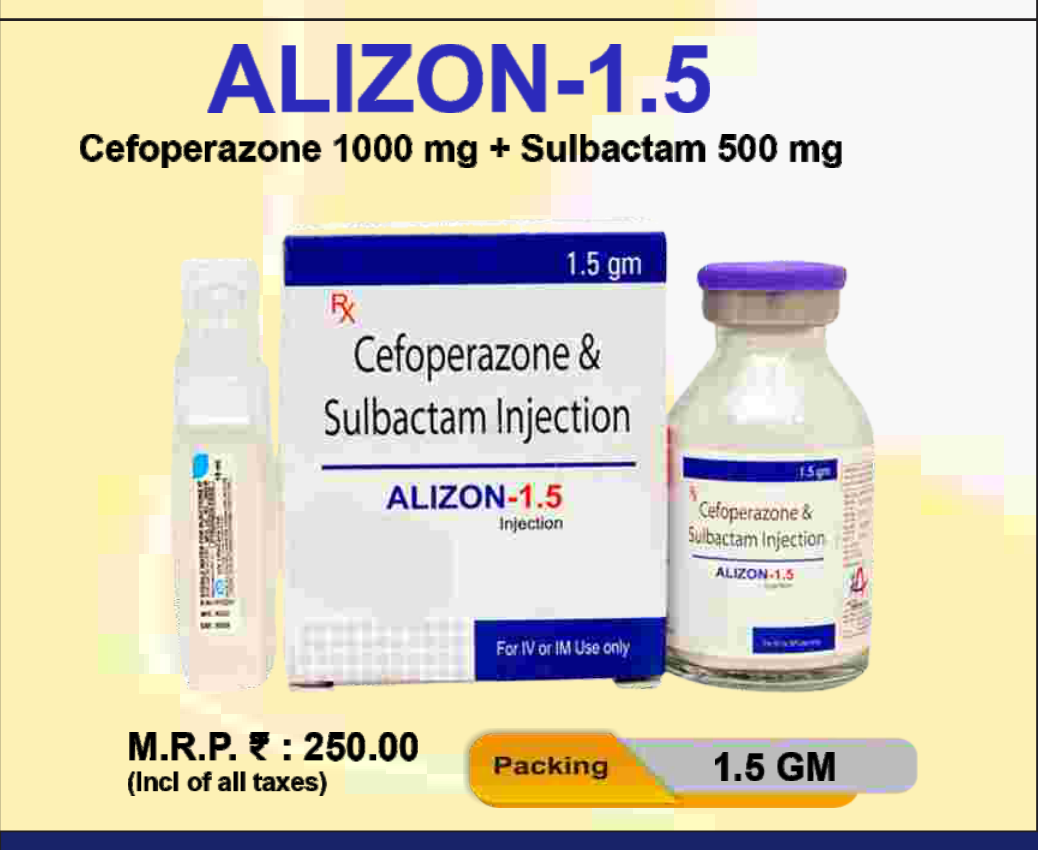 ALIZON-1.5
Cefoperazone 1000 mg + Sulbactam 500 mg
1.5 gm
Rx
Cefoperazone &
Sulbactam Injection
ALIZON-1.5
Injection
For IV or IM Use only
1.5 gm
Rx
Cefoperazone &
Sulbactam Injection
ALIZON-1.5
Injection
M.R.P. ₹ : 250.00
(Incl of all taxes)
Packing
1.5 GM